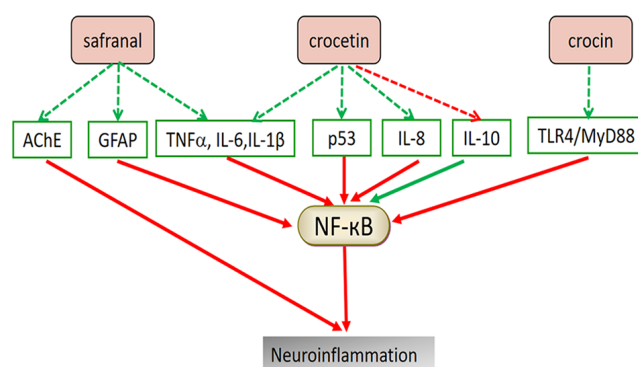 safranal
crocetin
crocin
AChE
GFAP
TNFα, IL-6,IL-1β
p53
IL-8
IL-10
TLR4/MyD88
NF-κB
Neuroinflammation